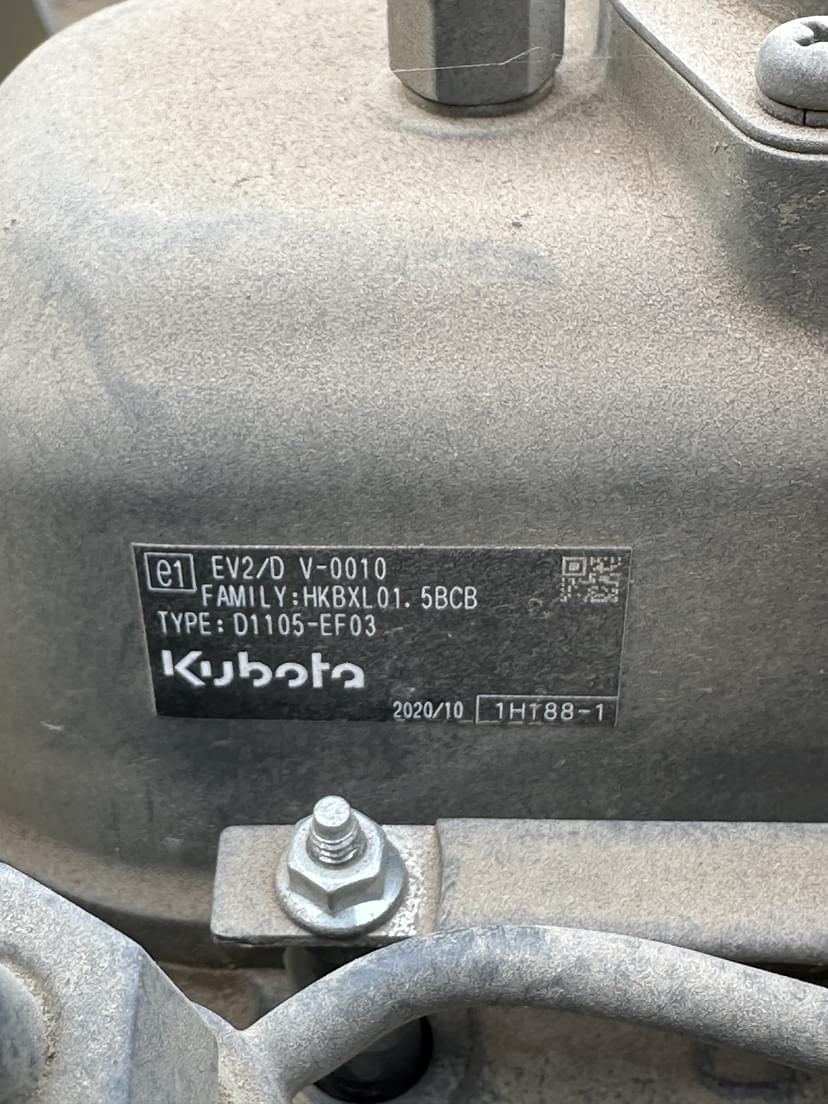 e1 EV2/D V-0010
FAMILY:HKBXL01.5BCB
TYPE:D1105-EF03
Kubota
2020/10 1HT88-1